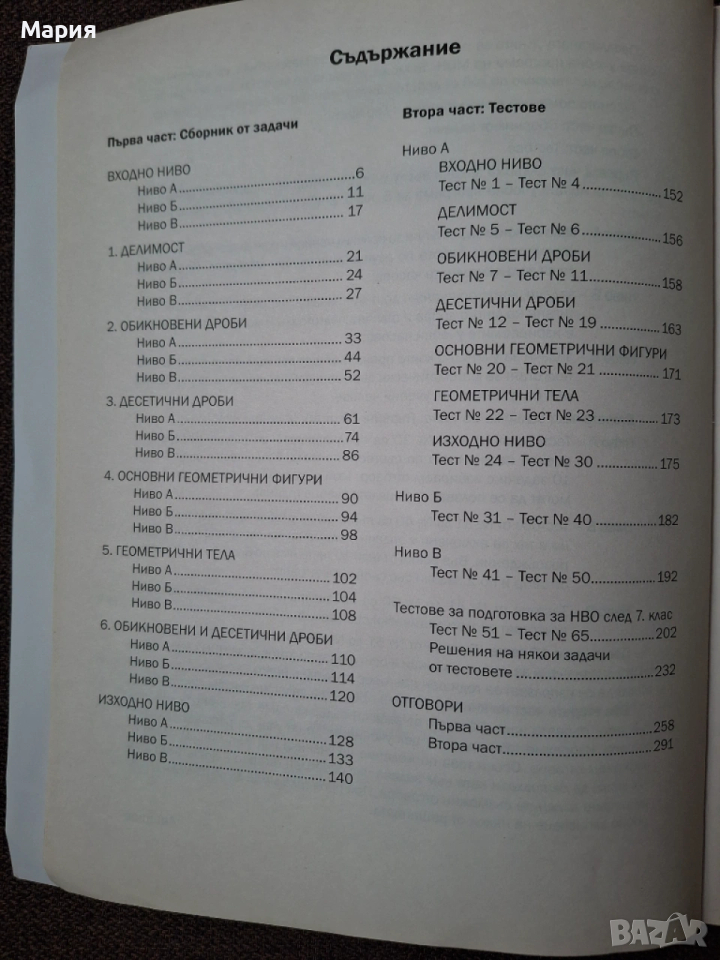 Мария
Съдържание
Първа част: Сборник от задачи
ВХОДНО НИВО
Ниво А.....................................................6
Ниво Б.....................................................11
Ниво В.....................................................17
1. ДЕЛИМОСТ
Ниво А.....................................................21
Ниво Б.....................................................24
Ниво В.....................................................27
2. ОБИКНОВЕНИ ДРОБИ
Ниво А.....................................................33
Ниво Б.....................................................44
Ниво В.....................................................52
3. ДЕСЕТИЧНИ ДРОБИ
Ниво А.....................................................61
Ниво Б.....................................................74
Ниво В.....................................................86
4. ОСНОВНИ ГЕОМЕТРИЧНИ ФИГУРИ
Ниво А.....................................................90
Ниво Б.....................................................94
Ниво В.....................................................98
5. ГЕОМЕТРИЧНИ ТЕЛА
Ниво А.....................................................102
Ниво Б.....................................................104
Ниво В.....................................................108
6. ОБИКНОВЕНИ И ДЕСЕТИЧНИ ДРОБИ
Ниво А.....................................................110
Ниво Б.....................................................114
Ниво В.....................................................120
ИЗХОДНО НИВО
Ниво А.....................................................128
Ниво Б.....................................................133
Ниво В.....................................................140
Втора част: Тестове
Ниво А
ВХОДНО НИВО
Тест № 1 – Тест № 4 .....................152
ДЕЛИМОСТ
Тест № 5 – Тест № 6 .....................156
ОБИКНОВЕНИ ДРОБИ
Тест № 7 – Тест № 11.....................158
ДЕСЕТИЧНИ ДРОБИ
Тест № 12 – Тест № 19 ..................163
ОСНОВНИ ГЕОМЕТРИЧНИ ФИГУРИ
Тест № 20 – Тест № 21 ..................171
ГЕОМЕТРИЧНИ ТЕЛА
Тест № 22 – Тест № 23 ..................173
ИЗХОДНО НИВО
Тест № 24 – Тест № 30 ..................175
Ниво Б
Тест № 31 – Тест № 40 ..................182
Ниво В
Тест № 41 – Тест № 50..................192
Тестове за подготовка за НВО след 7. клас
Тест № 51 – Тест № 65..................202
Решения на някои задачи
от тестовете ..................................232
ОТГОВОРИ
Първа част.....................................258
Втора част......................................291
BAZAR